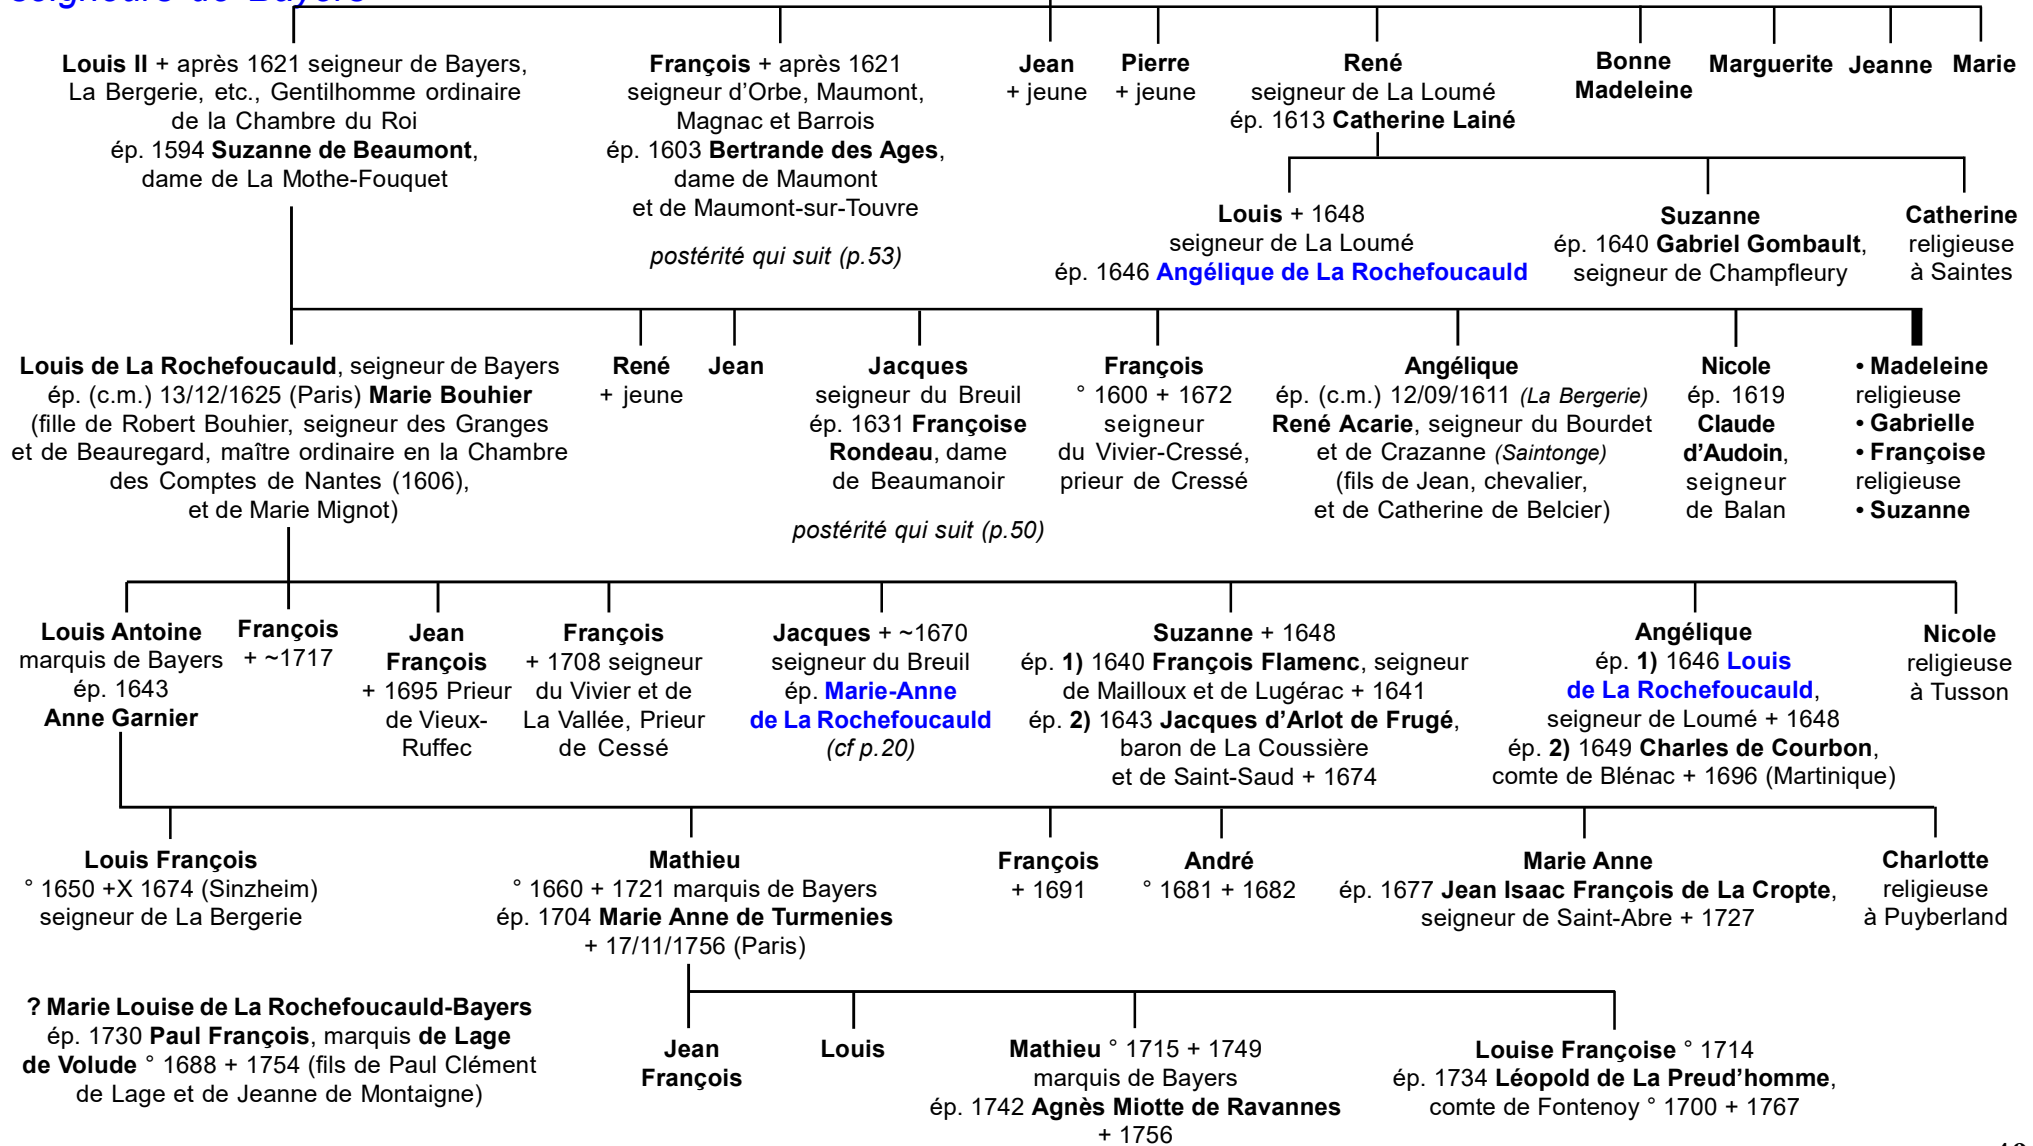 seigneurs de Bayers
Louis II + après 1621 seigneur de Bayers,
La Bergerie, etc., Gentilhomme ordinaire
de la Chambre du Roi
ép. 1594 Suzanne de Beaumont,
dame de La Mothe-Fouquet
François + après 1621
seigneur d'Orbe, Maumont,
Magnac et Barrois
ép. 1603 Bertrande des Ages,
dame de Maumont
et de Maumont-sur-Touvre
postérité qui suit (p.53)
Jean
+ jeune
Pierre
+ jeune
René
seigneur de La Loumé
ép. 1613 Catherine Lainé
Bonne
Madeleine
Marguerite
Jeanne
Marie
Louis + 1648
seigneur de La Loumé
ép. 1646 Angélique de La Rochefoucauld
Suzanne
ép. 1640 Gabriel Gombault,
seigneur de Champfleury
Catherine
religieuse
à Saintes
Louis de La Rochefoucauld, seigneur de Bayers
ép. (c.m.) 13/12/1625 (Paris) Marie Bouhier
(fille de Robert Bouhier, seigneur des Granges
et de Beauregard, maître ordinaire en la Chambre
des Comptes de Nantes (1606),
et de Marie Mignot)
René
+ jeune
Jean
Jacques
seigneur du Breuil
ép. 1631 Françoise
Rondeau, dame
de Beaumanoir
postérité qui suit (p.50)
François
° 1600 + 1672
seigneur
du Vivier-Cressé,
prieur de Cressé
Angélique
ép. (c.m.) 12/09/1611 (La Bergerie)
René Acarie, seigneur du Bourdet
et de Crazanne (Saintonge)
(fils de Jean, chevalier,
et de Catherine de Belcier)
Nicole
ép. 1619
Claude
d'Audoin,
seigneur
de Balan
• Madeleine
religieuse
• Gabrielle
• Françoise
religieuse
• Suzanne
Louis Antoine
marquis de Bayers
ép. 1643
Anne Garnier
François
+ ~1717
Jean
François
+ 1695 Prieur
de Vieux-
Ruffec
François
+ 1708 seigneur
du Vivier et de
La Vallée, Prieur
de Cessé
Jacques + ~1670
seigneur du Breuil
ép. Marie-Anne
de La Rochefoucauld
(cf p.20)
Suzanne + 1648
ép. 1) 1640 François Flamenc, seigneur
de Mailloux et de Lugérac + 1641
ép. 2) 1643 Jacques d'Arlot de Frugé,
baron de La Coussière
et de Saint-Saud + 1674
Angélique
ép. 1) 1646 Louis
de La Rochefoucauld,
seigneur de Loumé + 1648
ép. 2) 1649 Charles de Courbon,
comte de Blénac + 1696 (Martinique)
Nicole
religieuse
à Tusson
Louis François
° 1650 +X 1674 (Sinzheim)
seigneur de La Bergerie
Mathieu
° 1660 + 1721 marquis de Bayers
ép. 1704 Marie Anne de Turmenies
+ 17/11/1756 (Paris)
François
+ 1691
André
° 1681 + 1682
Marie Anne
ép. 1677 Jean Isaac François de La Cropte,
seigneur de Saint-Abre + 1727
Charlotte
religieuse
à Puyberland
? Marie Louise de La Rochefoucauld-Bayers
ép. 1730 Paul François, marquis de Lage
de Volude ° 1688 + 1754 (fils de Paul Clément
de Lage et de Jeanne de Montaigne)
Jean
François
Louis
Mathieu ° 1715 + 1749
marquis de Bayers
ép. 1742 Agnès Miotte de Ravannes
+ 1756
Louise Françoise ° 1714
ép. 1734 Léopold de La Preud'homme,
comte de Fontenoy ° 1700 + 1767